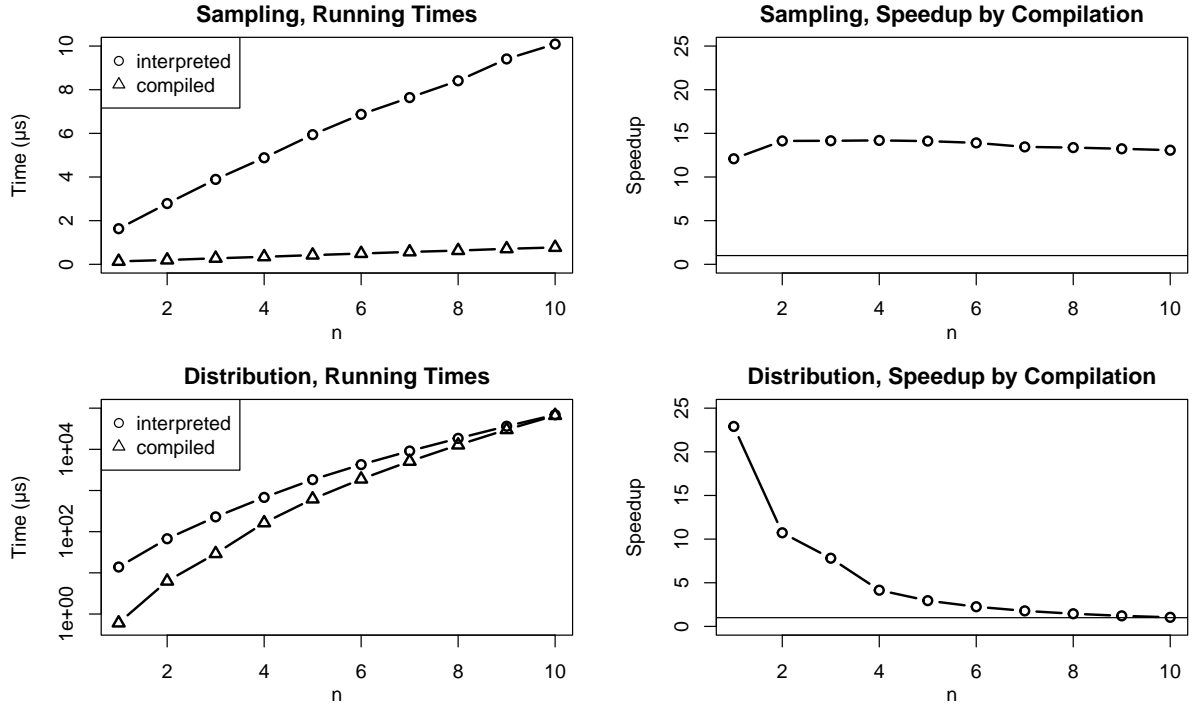 Sampling, Running Times
interpreted
compiled
Time (μs)
0
2
4
6
8
10
2 4 6 8 10
n
Sampling, Speedup by Compilation
Speedup
0
5
10
15
20
25
2 4 6 8 10
n
Distribution, Running Times
interpreted
compiled
Time (μs)
1e+00
1e+02
1e+04
2 4 6 8 10
n
Distribution, Speedup by Compilation
Speedup
0
5
10
15
20
25
2 4 6 8 10
n